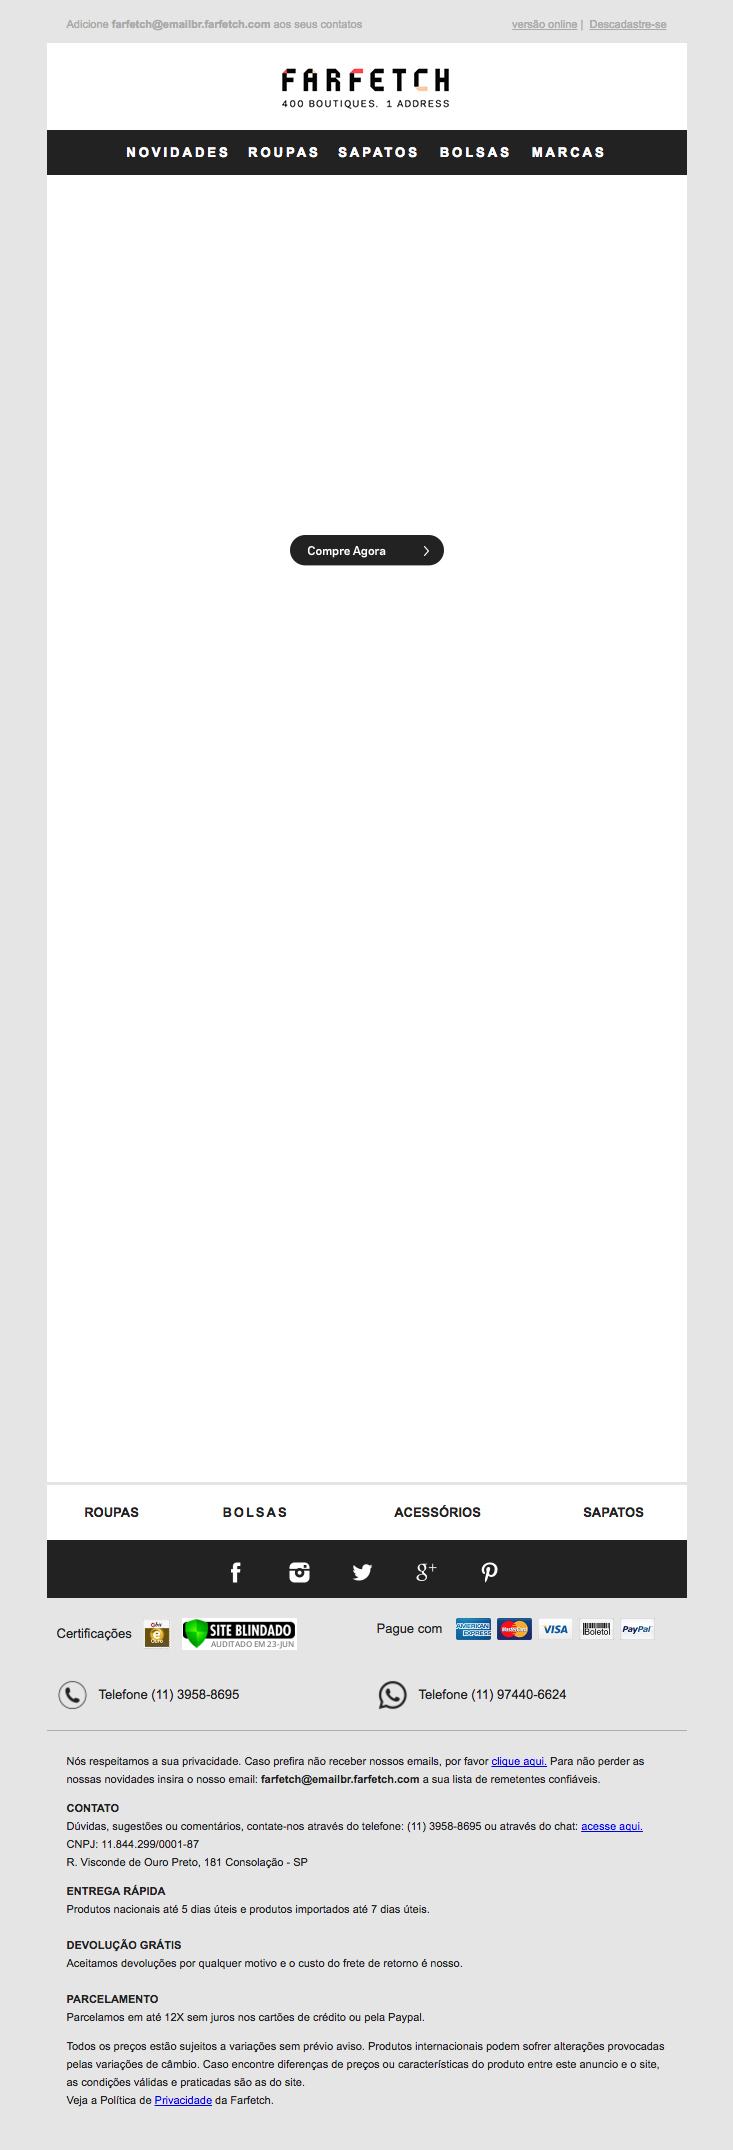 Adicione farfetch@emailbr.farfetch.com aos seus contatos
versão online | Descadastre-se
FARFETCH
400 BOUTIQUES. 1 ADDRESS
NOVIDADES ROUPAS SAPATOS BOLSAS MARCAS
Compre Agora
ROUPAS BOLSAS ACESSÓRIOS SAPATOS
Certificações
OURO
SITE BLINDADO
AUDITADO EM 23-JUN
Pague com
AMERICAN EXPRESS
MasterCard
VISA
Boleto
PayPal
Telefone (11) 3958-8695
Telefone (11) 97440-6624
Nós respeitamos a sua privacidade. Caso prefira não receber nossos emails, por favor clique aqui. Para não perder as
nossas novidades insira o nosso email: farfetch@emailbr.farfetch.com a sua lista de remetentes confiáveis.
CONTATO
Dúvidas, sugestões ou comentários, contate-nos através do telefone: (11) 3958-8695 ou através do chat: acesse aqui.
CNPJ: 11.844.299/0001-87
R. Visconde de Ouro Preto, 181 Consolação - SP
ENTREGA RÁPIDA
Produtos nacionais até 5 dias úteis e produtos importados até 7 dias úteis.
DEVOLUÇÃO GRÁTIS
Aceitamos devoluções por qualquer motivo e o custo do frete de retorno é nosso.
PARCELAMENTO
Parcelamos em até 12X sem juros nos cartões de crédito ou pela Paypal.
Todos os preços estão sujeitos a variações sem prévio aviso. Produtos internacionais podem sofrer alterações provocadas
pelas variações de câmbio. Caso encontre diferenças de preços ou características do produto entre este anuncio e o site,
as condições válidas e praticadas são as do site.
Veja a Política de Privacidade da Farfetch.